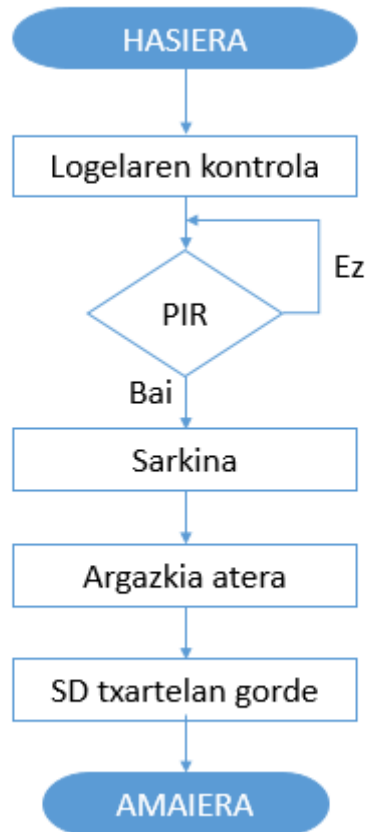 HASIERA
Logelaren kontrola
Ez
PIR
Bai
Sarkina
Argazkia atera
SD txartelan gorde
AMAIERA